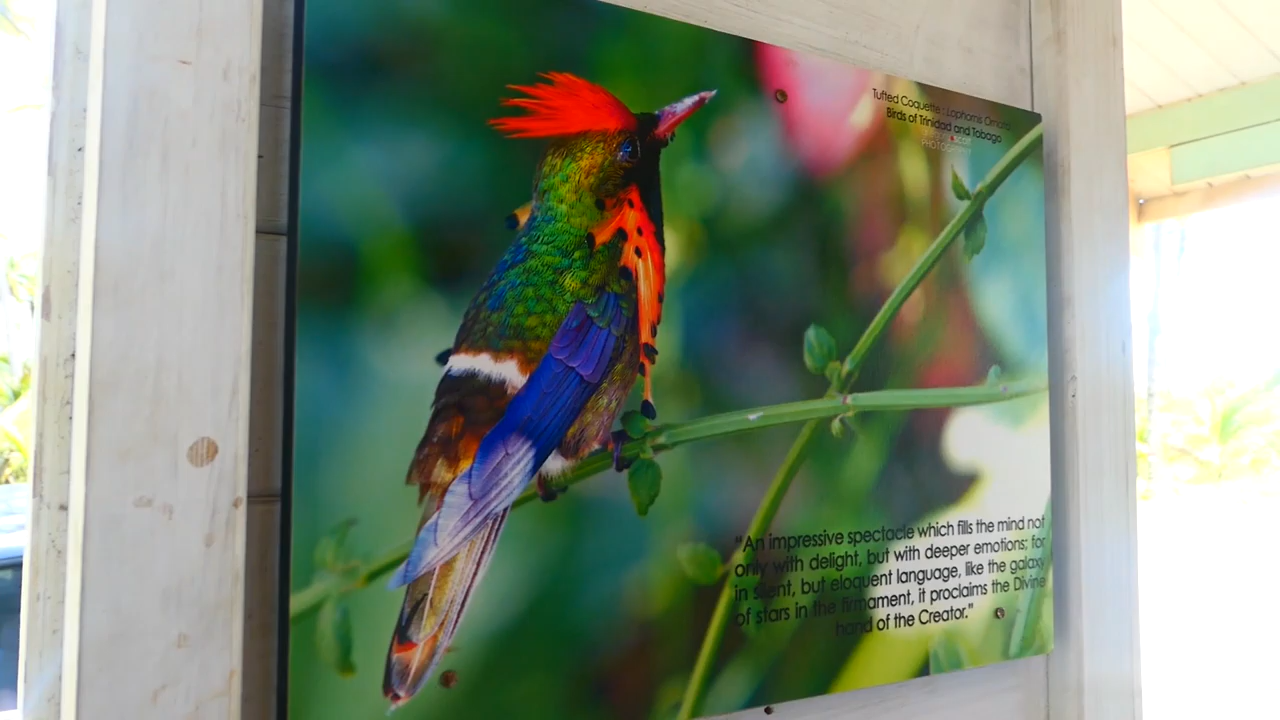 Tufted Coquette : Lophornis Ornatus
Birds of Trinidad and Tobago
"An impressive spectacle which fills the mind not
only with delight, but with deeper emotions; for
in silent, but eloquent language, like the galaxy
of stars in the firmament, it proclaims the Divine
hand of the Creator."